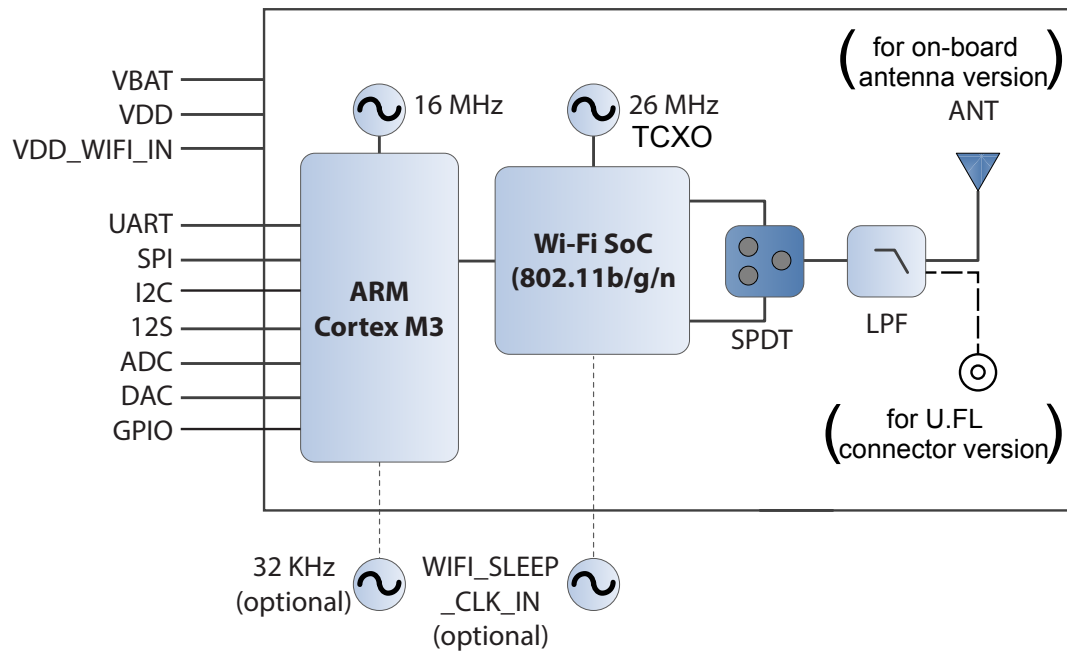 VBAT
VDD
VDD_WIFI_IN
UART
SPI
I2C
12S
ADC
DAC
GPIO
16 MHz
ARM
Cortex M3
26 MHz
TCXO
Wi-Fi SoC
(802.11b/g/n
SPDT
LPF
(for on-board
antenna version)
ANT
(for U.FL
connector version)
32 KHz
(optional)
WIFI_SLEEP
_CLK_IN
(optional)